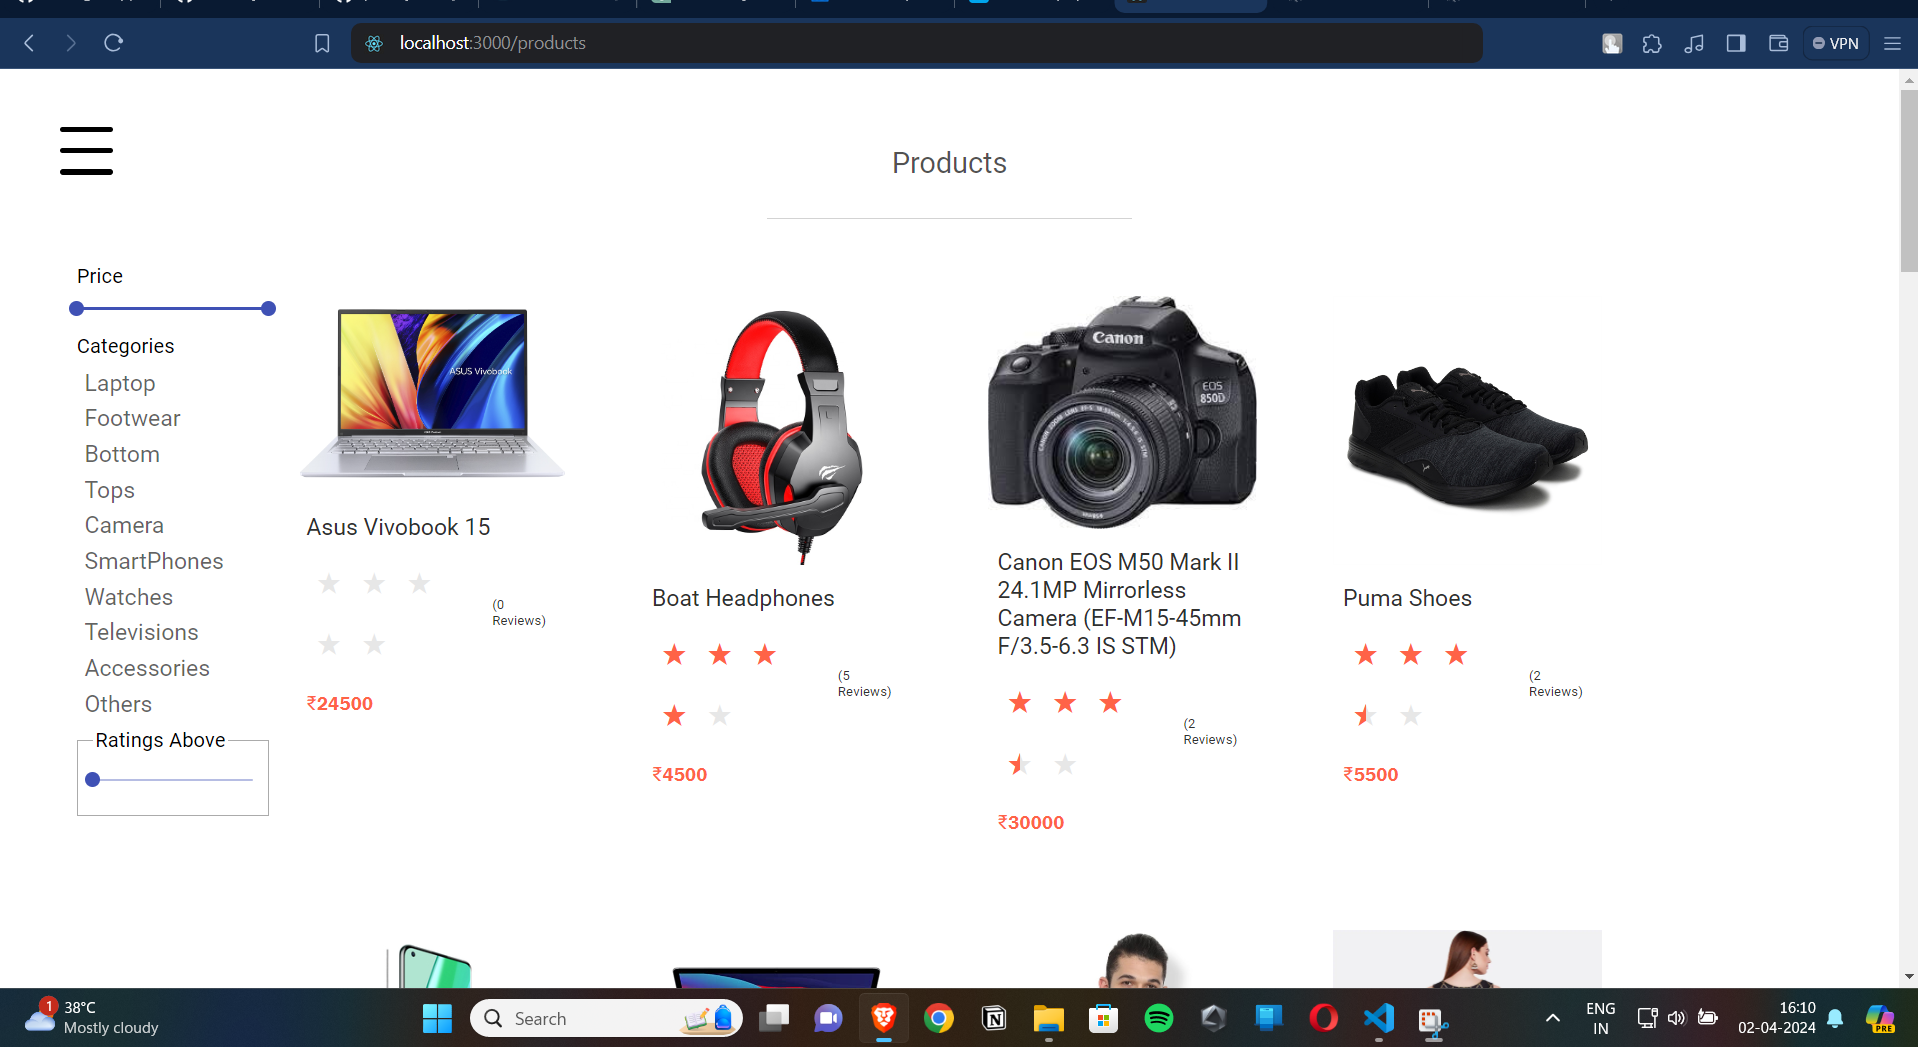 localhost:3000/products
VPN
Products
Price
Categories
Laptop
Footwear
Bottom
Tops
Camera
SmartPhones
Watches
Televisions
Accessories
Others
Ratings Above
ASUS Vivobook
Asus Vivobook 15
(0
Reviews)
₹24500
Boat Headphones
(5
Reviews)
₹4500
Canon
EOS
850D
Canon EOS M50 Mark II
24.1MP Mirrorless
Camera (EF-M15-45mm
F/3.5-6.3 IS STM)
(2
Reviews)
₹30000
Puma Shoes
(2
Reviews)
₹5500
1
38°C
Mostly cloudy
Search
ENG
IN
16:10
02-04-2024
PRE